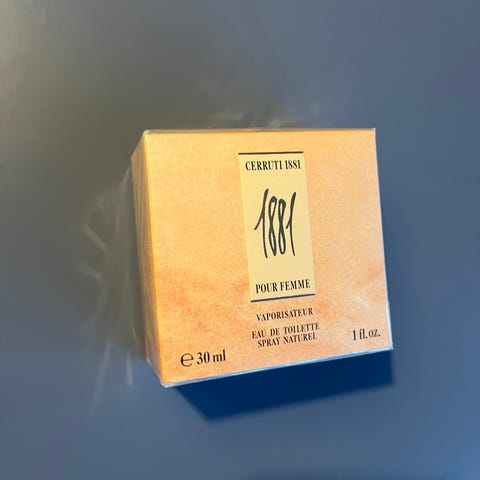 CERRUTI 1881
1881
POUR FEMME
VAPORISATEUR
EAU DE TOILETTE
SPRAY NATUREL
℮ 30 ml
1 fl. oz.